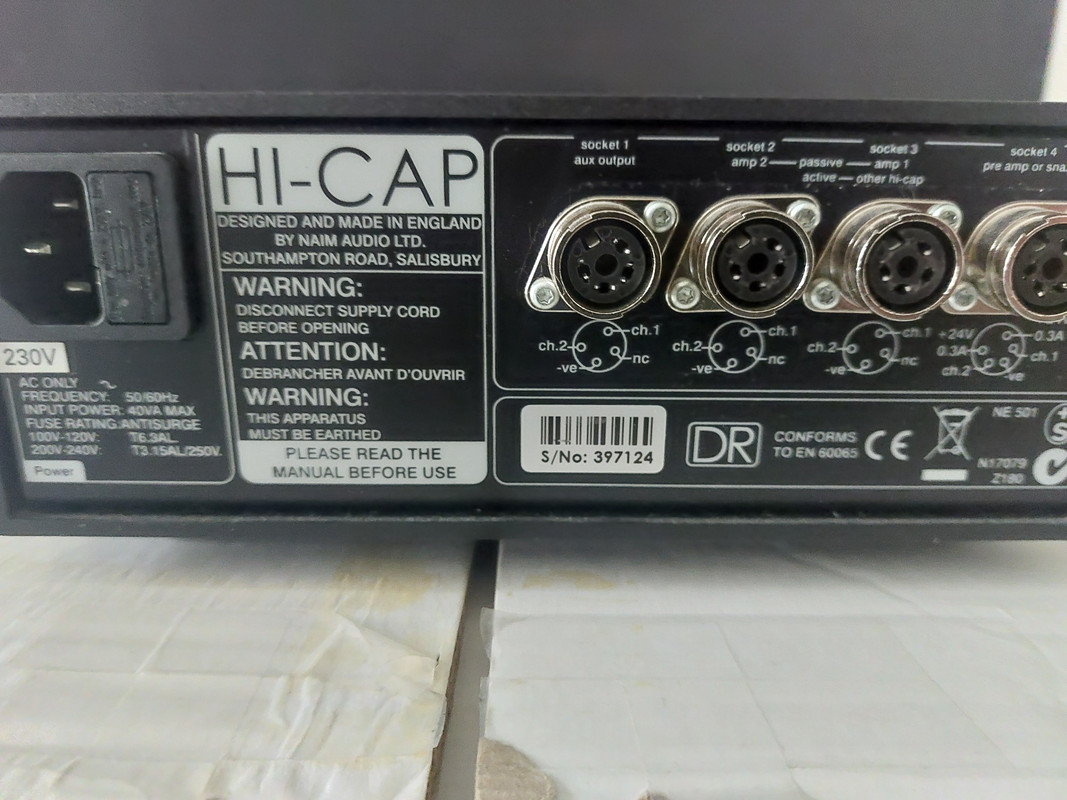 HI-CAP
DESIGNED AND MADE IN ENGLAND
BY NAIM AUDIO LTD.
SOUTHAMPTON ROAD, SALISBURY
WARNING:
DISCONNECT SUPPLY CORD
BEFORE OPENING
ATTENTION:
DEBRANCHER AVANT D'OUVRIR
WARNING:
THIS APPARATUS
MUST BE EARTHED
PLEASE READ THE
MANUAL BEFORE USE
230V
AC ONLY ~
FREQUENCY: 50/60Hz
INPUT POWER: 40VA MAX
FUSE RATING:ANTISURGE
100V-120V: T6.3AL
200V-240V: T3.15AL/250V.
Power
socket 1
aux output
socket 2
amp 2 — passive — amp 1
active — other hi-cap
socket 3
socket 4
pre amp or
ch.1
ch.2
nc
-ve
ch.1
ch.2
nc
-ve
ch.1
ch.2
nc
-ve
+24V
0.3A
0.3A
ch.1
ch.2
-ve
S/No: 397124
DR
CONFORMS
TO EN 60065
CE
NE 501
N17079
Z180
+
S